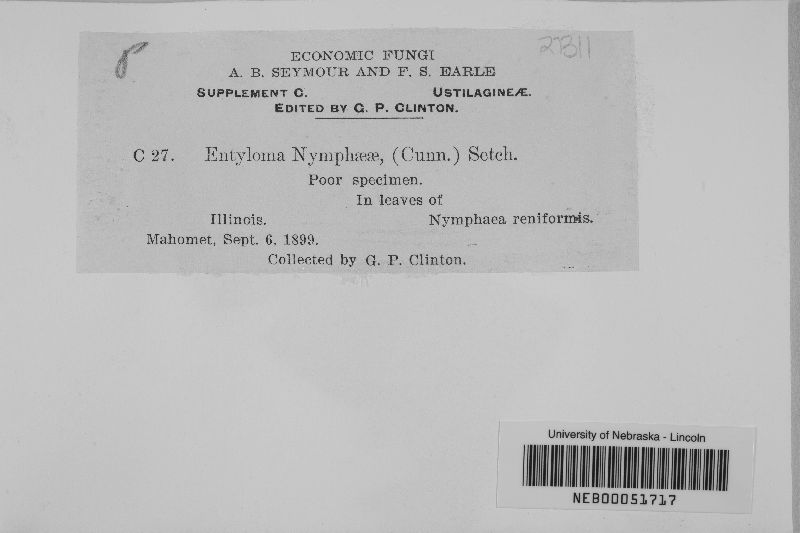 27311
ECONOMIC FUNGI
A. B. SEYMOUR AND F. S. EARLE
SUPPLEMENT C. USTILAGINEÆ.
EDITED BY G. P. CLINTON.
C 27. Entyloma Nymphææ, (Cunn.) Setch.
Poor specimen.
In leaves of
Illinois. Nymphaea reniformis.
Mahomet, Sept. 6, 1899.
Collected by G. P. Clinton.
University of Nebraska - Lincoln
NEB00051717